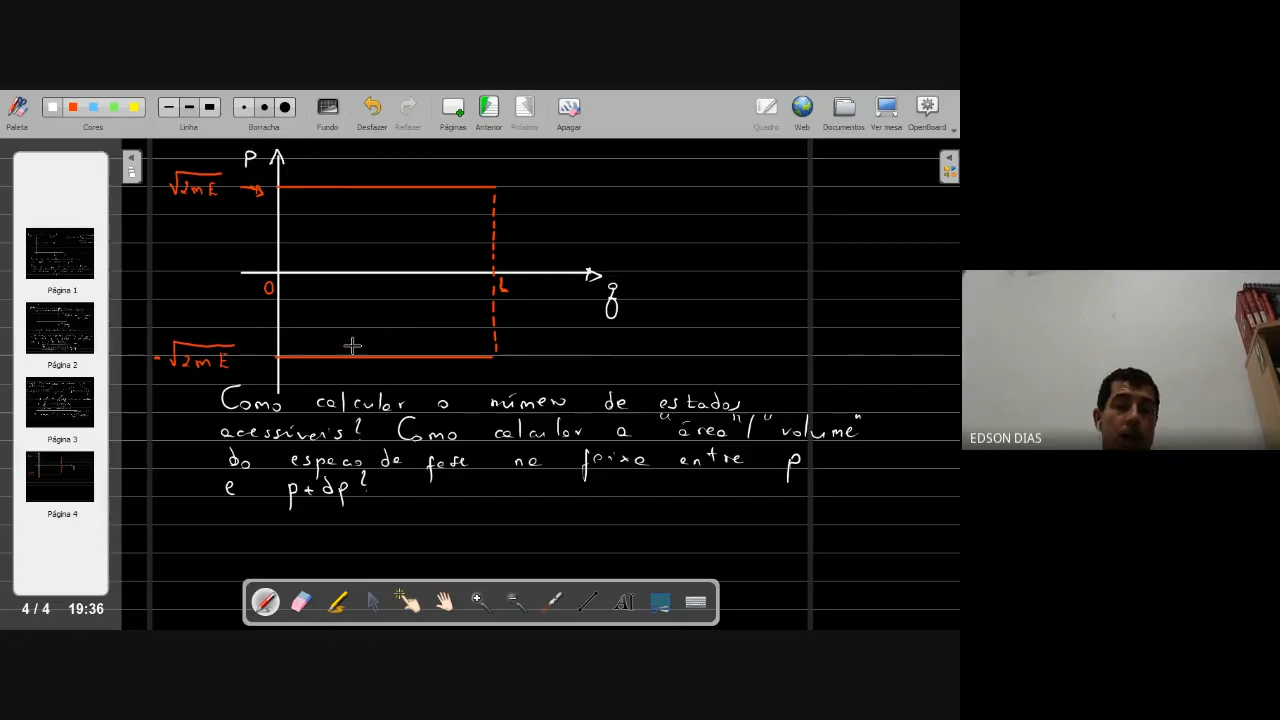 Paleta
Cores
Linha
Borracha
Fundo
Desfazer
Refazer
Páginas
Anterior
Próximo
Apagar
Quadro
Web
Documentos
Ver mesa
OpenBoard
Página 1
Página 2
Página 3
Página 4
4 / 4 19:36
P
√2mE
0
L
q
-√2mE
Como calcular o número de estados
acessíveis? Como calcular a "área"/"volume"
do espaço de fase na faixa entre p
e p+dp?
EDSON DIAS